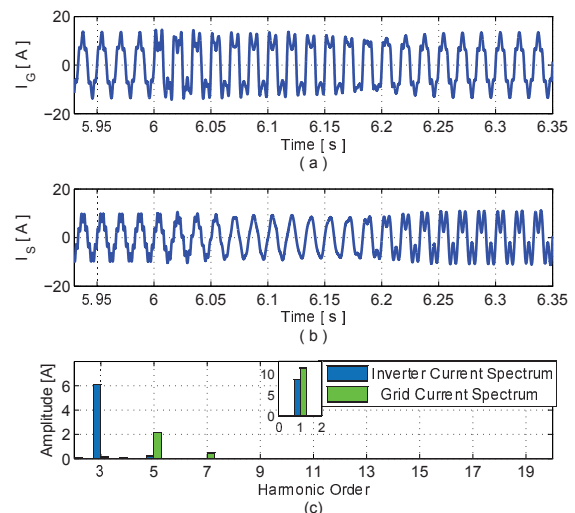 20
0
−20
I_G [ A ]
5.95 6 6.05 6.1 6.15 6.2 6.25 6.3 6.35
Time [ s ]
( a )
20
0
−20
I_S [ A ]
5.95 6 6.05 6.1 6.15 6.2 6.25 6.3 6.35
Time [ s ]
( b )
6
4
2
0
Amplitude [A]
10
5
0
0 1 2
Inverter Current Spectrum
Grid Current Spectrum
3 5 7 9 11 13 15 17 19
Harmonic Order
(c)